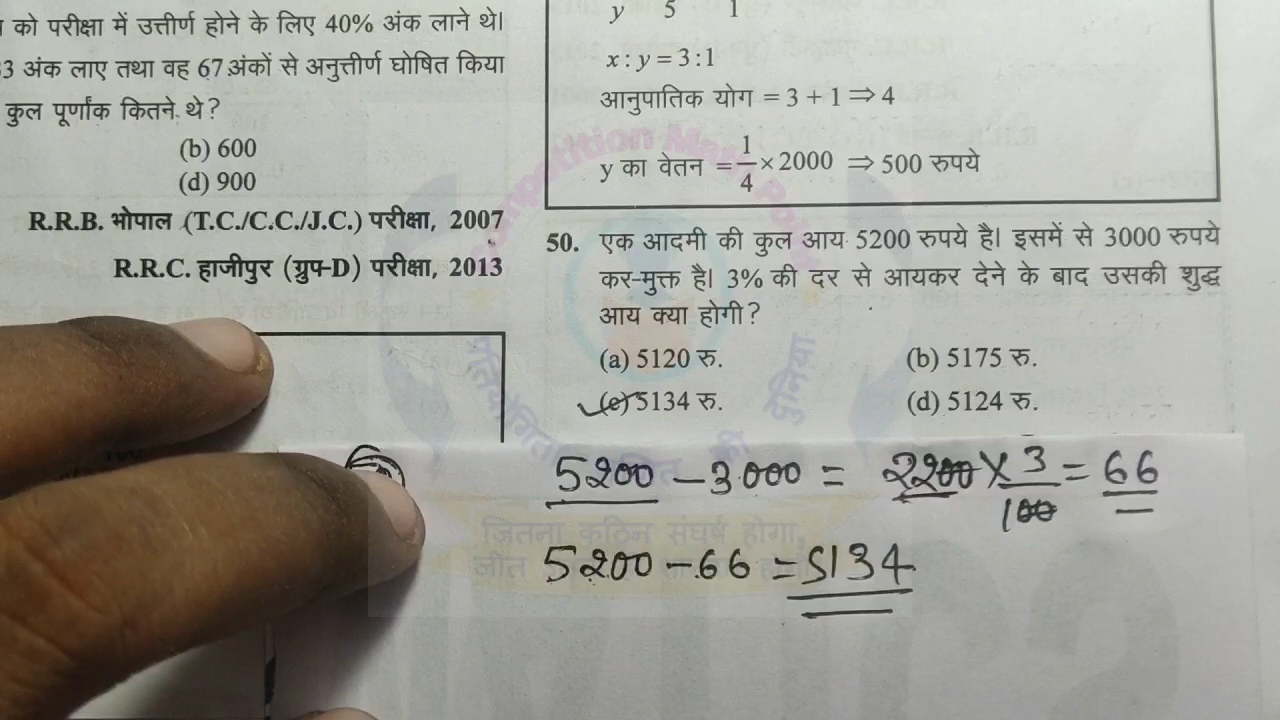 को परीक्षा में उत्तीर्ण होने के लिए 40% अंक लाने थे।
3 अंक लाए तथा वह 67 अंकों से अनुत्तीर्ण घोषित किया
कुल पूर्णांक कितने थे?
(b) 600
(d) 900
R.R.B. भोपाल (T.C./C.C./J.C.) परीक्षा, 2007
R.R.C. हाजीपुर (ग्रुप-D) परीक्षा, 2013
y 5 1
x : y = 3 : 1
आनुपातिक योग = 3 + 1 ⇒ 4
y का वेतन = 1/4 × 2000 ⇒ 500 रुपये
50. एक आदमी की कुल आय 5200 रुपये है। इसमें से 3000 रुपये
कर-मुक्त है। 3% की दर से आयकर देने के बाद उसकी शुद्ध
आय क्या होगी?
(a) 5120 रु.
(b) 5175 रु.
(c) 5134 रु.
(d) 5124 रु.
5200 - 3000 = 2200 × 3/100 = 66
5200 - 66 = 5134
जितना कठिन संघर्ष होगा,